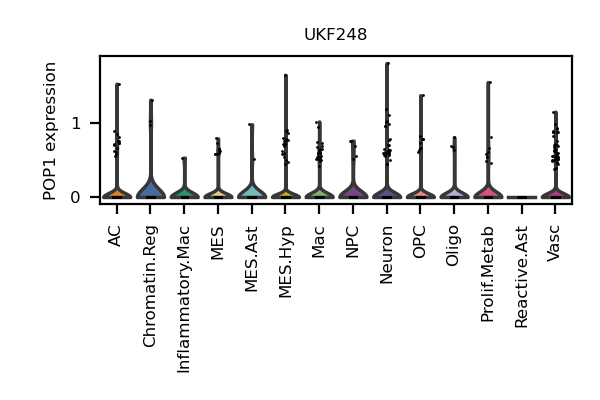 UKF248
POP1 expression
1
0
AC
Chromatin.Reg
Inflammatory.Mac
MES
MES.Ast
MES.Hyp
Mac
NPC
Neuron
OPC
Oligo
Prolif.Metab
Reactive.Ast
Vasc